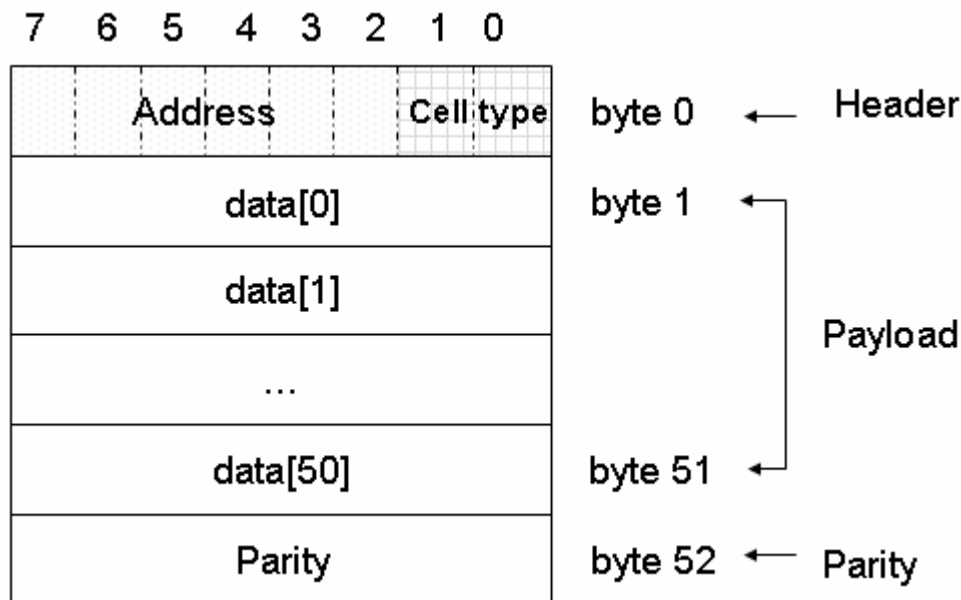 7 6 5 4 3 2 1 0
Address Cell type byte 0 Header
data[0] byte 1
data[1]
Payload
...
data[50] byte 51
Parity byte 52 Parity